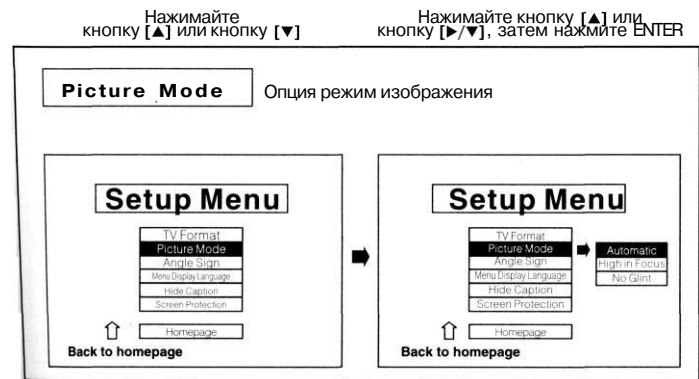 Нажимайте
кнопку [▲] или кнопку [▼]
Нажимайте кнопку [▲] или
кнопку [►/▼], затем нажмите ENTER
Picture Mode
Опция режим изображения
Setup Menu
TV Format
Picture Mode
Angle Sign
Menu Display Language
Hide Caption
Screen Protection
Homepage
Back to homepage
Setup Menu
TV Format
Picture Mode
Angle Sign
Menu Display Language
Hide Caption
Screen Protection
Automatic
High in Focus
No Glint
Homepage
Back to homepage